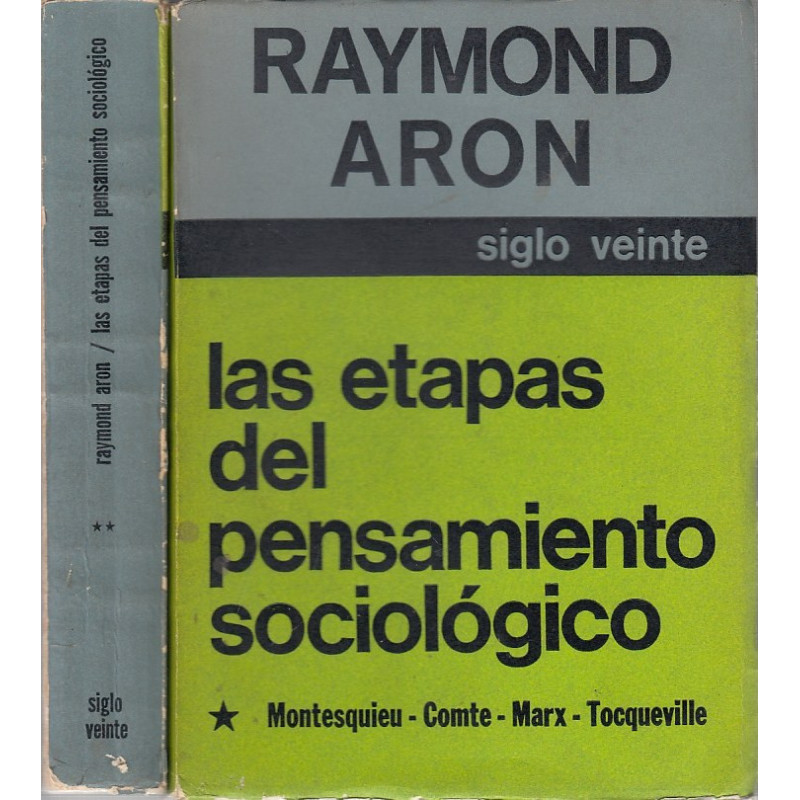 raymond aron / las etapas del pensamiento sociológico
★★
siglo
veinte
RAYMOND
ARON
siglo veinte
las etapas
del
pensamiento
sociológico
★ Montesquieu - Comte - Marx - Tocqueville